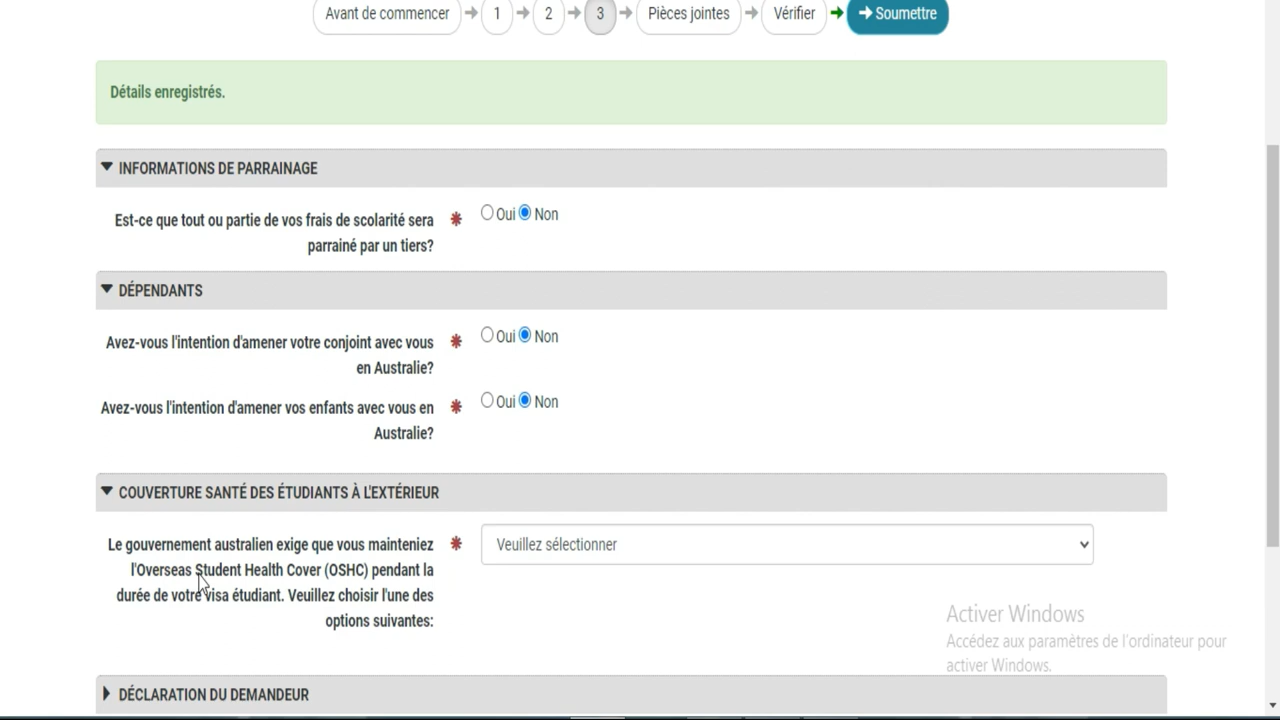 Avant de commencer 1 2 3 Pièces jointes Vérifier Soumettre
Détails enregistrés.
INFORMATIONS DE PARRAINAGE
Est-ce que tout ou partie de vos frais de scolarité sera
parrainé par un tiers?
* Oui Non
DÉPENDANTS
Avez-vous l'intention d'amener votre conjoint avec vous
en Australie?
* Oui Non
Avez-vous l'intention d'amener vos enfants avec vous en
Australie?
* Oui Non
COUVERTURE SANTÉ DES ÉTUDIANTS À L'EXTÉRIEUR
Le gouvernement australien exige que vous mainteniez
l'Overseas Student Health Cover (OSHC) pendant la
durée de votre visa étudiant. Veuillez choisir l'une des
options suivantes:
* Veuillez sélectionner
Activer Windows
Accédez aux paramètres de l'ordinateur pour
activer Windows.
DÉCLARATION DU DEMANDEUR